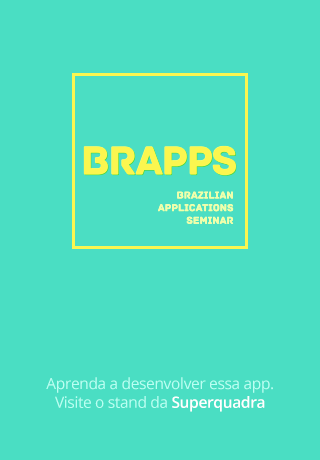 BRAPPS
BRAZILIAN
APPLICATIONS
SEMINAR
Aprenda a desenvolver essa app.
Visite o stand da Superquadra